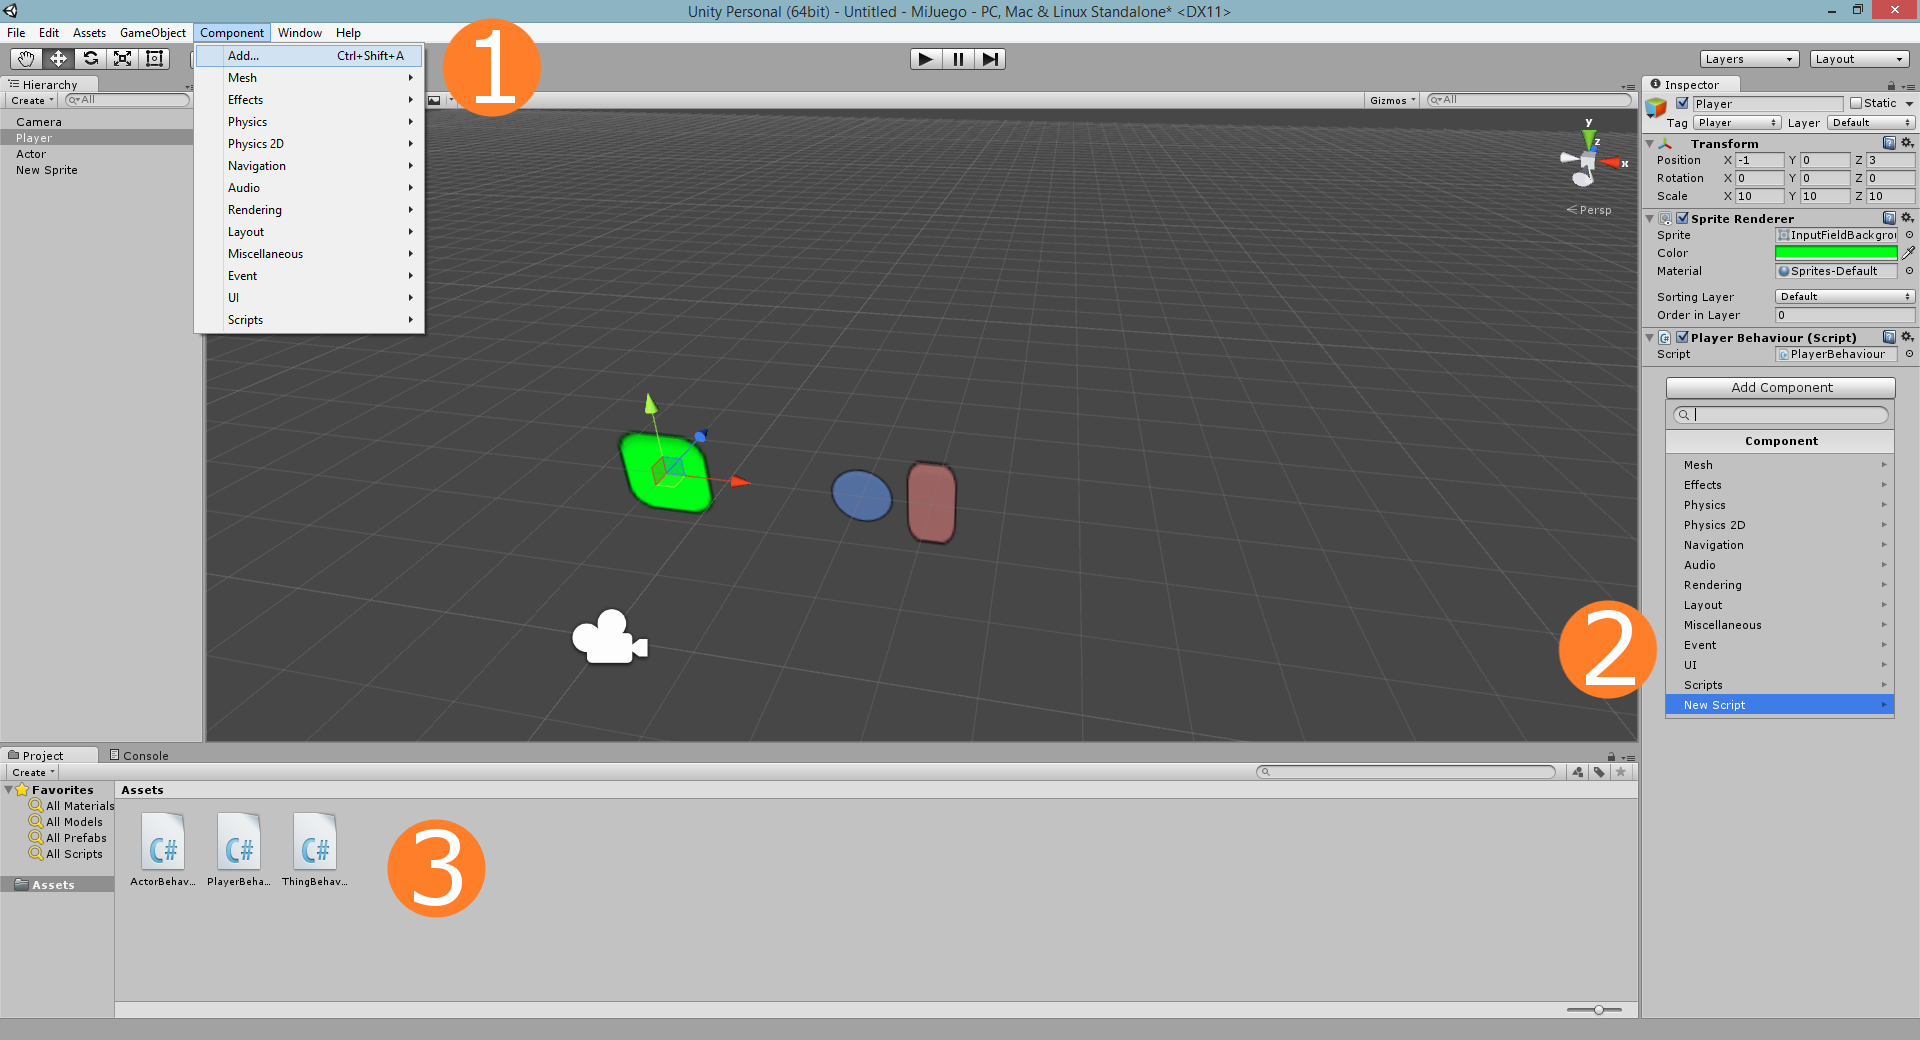 Unity Personal (64bit) - Untitled - MiJuego - PC, Mac & Linux Standalone* <DX11>
File Edit Assets GameObject Component Window Help
Add... Ctrl+Shift+A
Mesh
Effects
Physics
Physics 2D
Navigation
Audio
Rendering
Layout
Miscellaneous
Event
UI
Scripts
1
Layers
Layout
Hierarchy
Create All
Camera
Player
Actor
New Sprite
Gizmos All
y
z
x
Persp
Inspector
Player Static
Tag Player Layer Default
Transform
Position X -1 Y 0 Z 3
Rotation X 0 Y 0 Z 0
Scale X 10 Y 10 Z 10
Sprite Renderer
Sprite InputFieldBackgrou
Color
Material Sprites-Default
Sorting Layer Default
Order in Layer 0
C# Player Behaviour (Script)
Script PlayerBehaviour
Add Component
Component
Mesh
Effects
Physics
Physics 2D
Navigation
Audio
Rendering
Layout
Miscellaneous
Event
UI
Scripts
New Script
2
Project Console
Create
Favorites
All Materials
All Models
All Prefabs
All Scripts
Assets
Assets
C# C# C#
ActorBehav... PlayerBeha... ThingBehav...
3